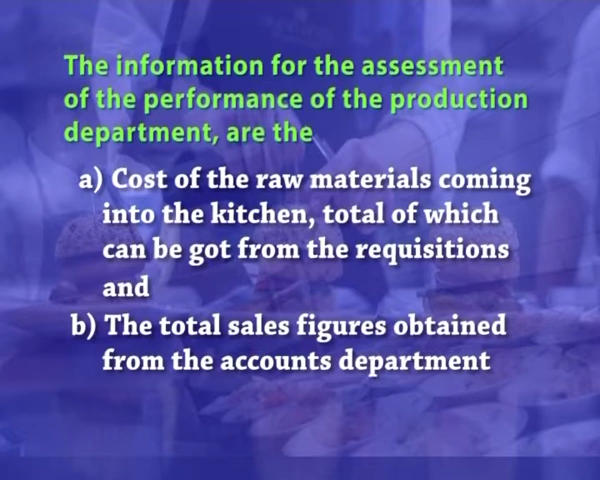 The information for the assessment
of the performance of the production
department, are the
a) Cost of the raw materials coming
into the kitchen, total of which
can be got from the requisitions
and
b) The total sales figures obtained
from the accounts department